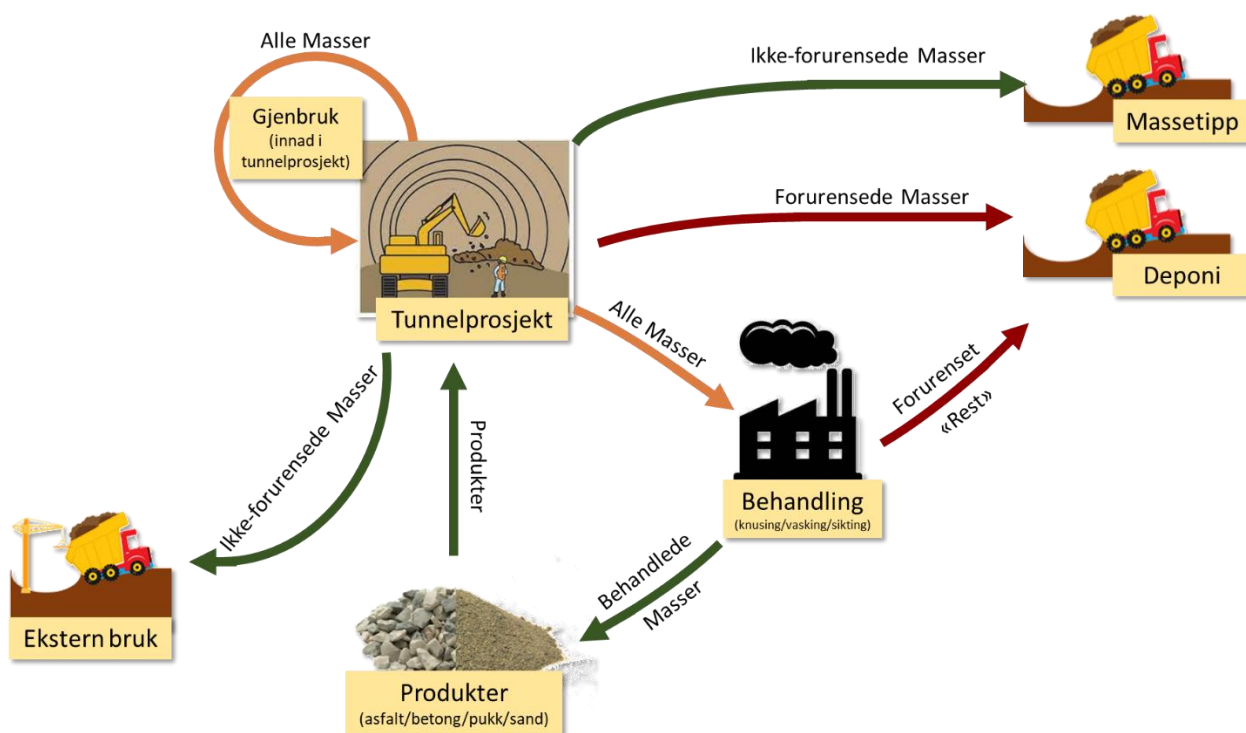 Alle Masser
Gjenbruk
(innad i
tunnelprosjekt)
Ikke-forurensede Masser
Massetipp
Forurensede Masser
Deponi
Tunnelprosjekt
Alle Masser
Forurenset
«Rest»
Behandling
(knusing/vasking/sikting)
Ikke-forurensede Masser
Produkter
Behandlede
Masser
Ekstern bruk
Produkter
(asfalt/betong/pukk/sand)